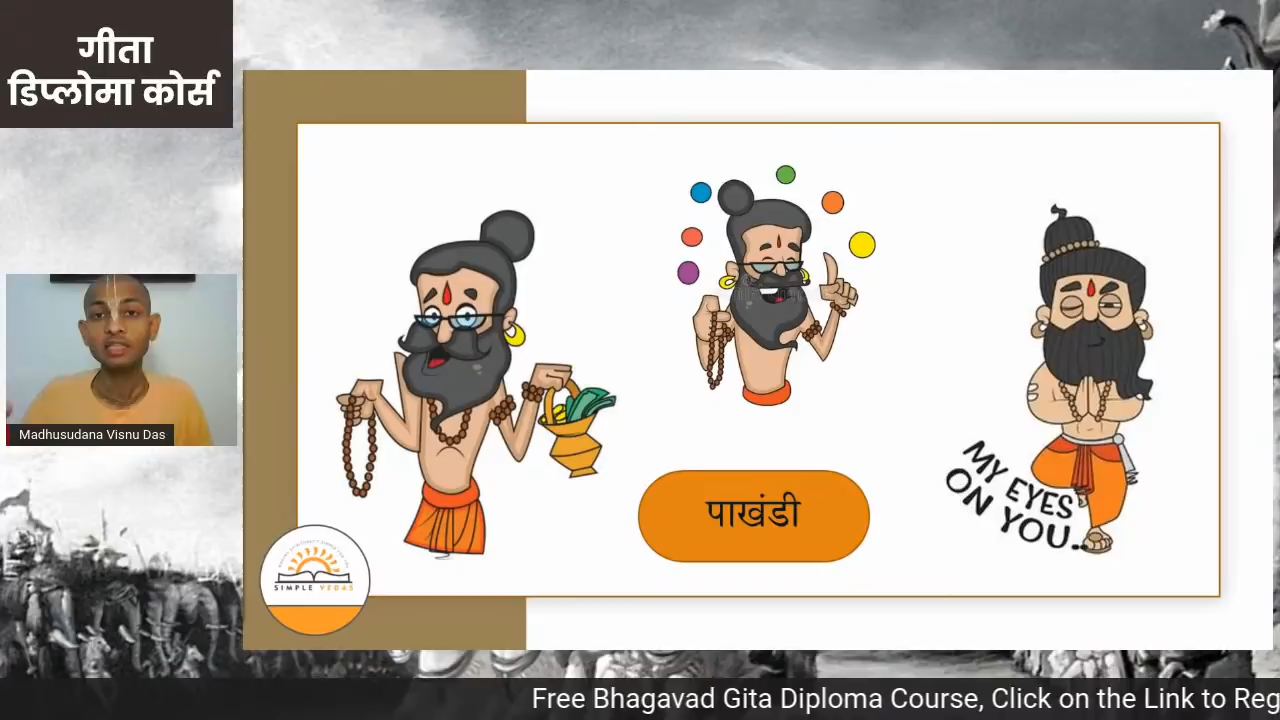 गीता
डिप्लोमा कोर्स
Madhusudana Visnu Das
पाखंडी
MY EYES
ON YOU..
SIMPLE VEDAS
Free Bhagavad Gita Diploma Course, Click on the Link to Reg